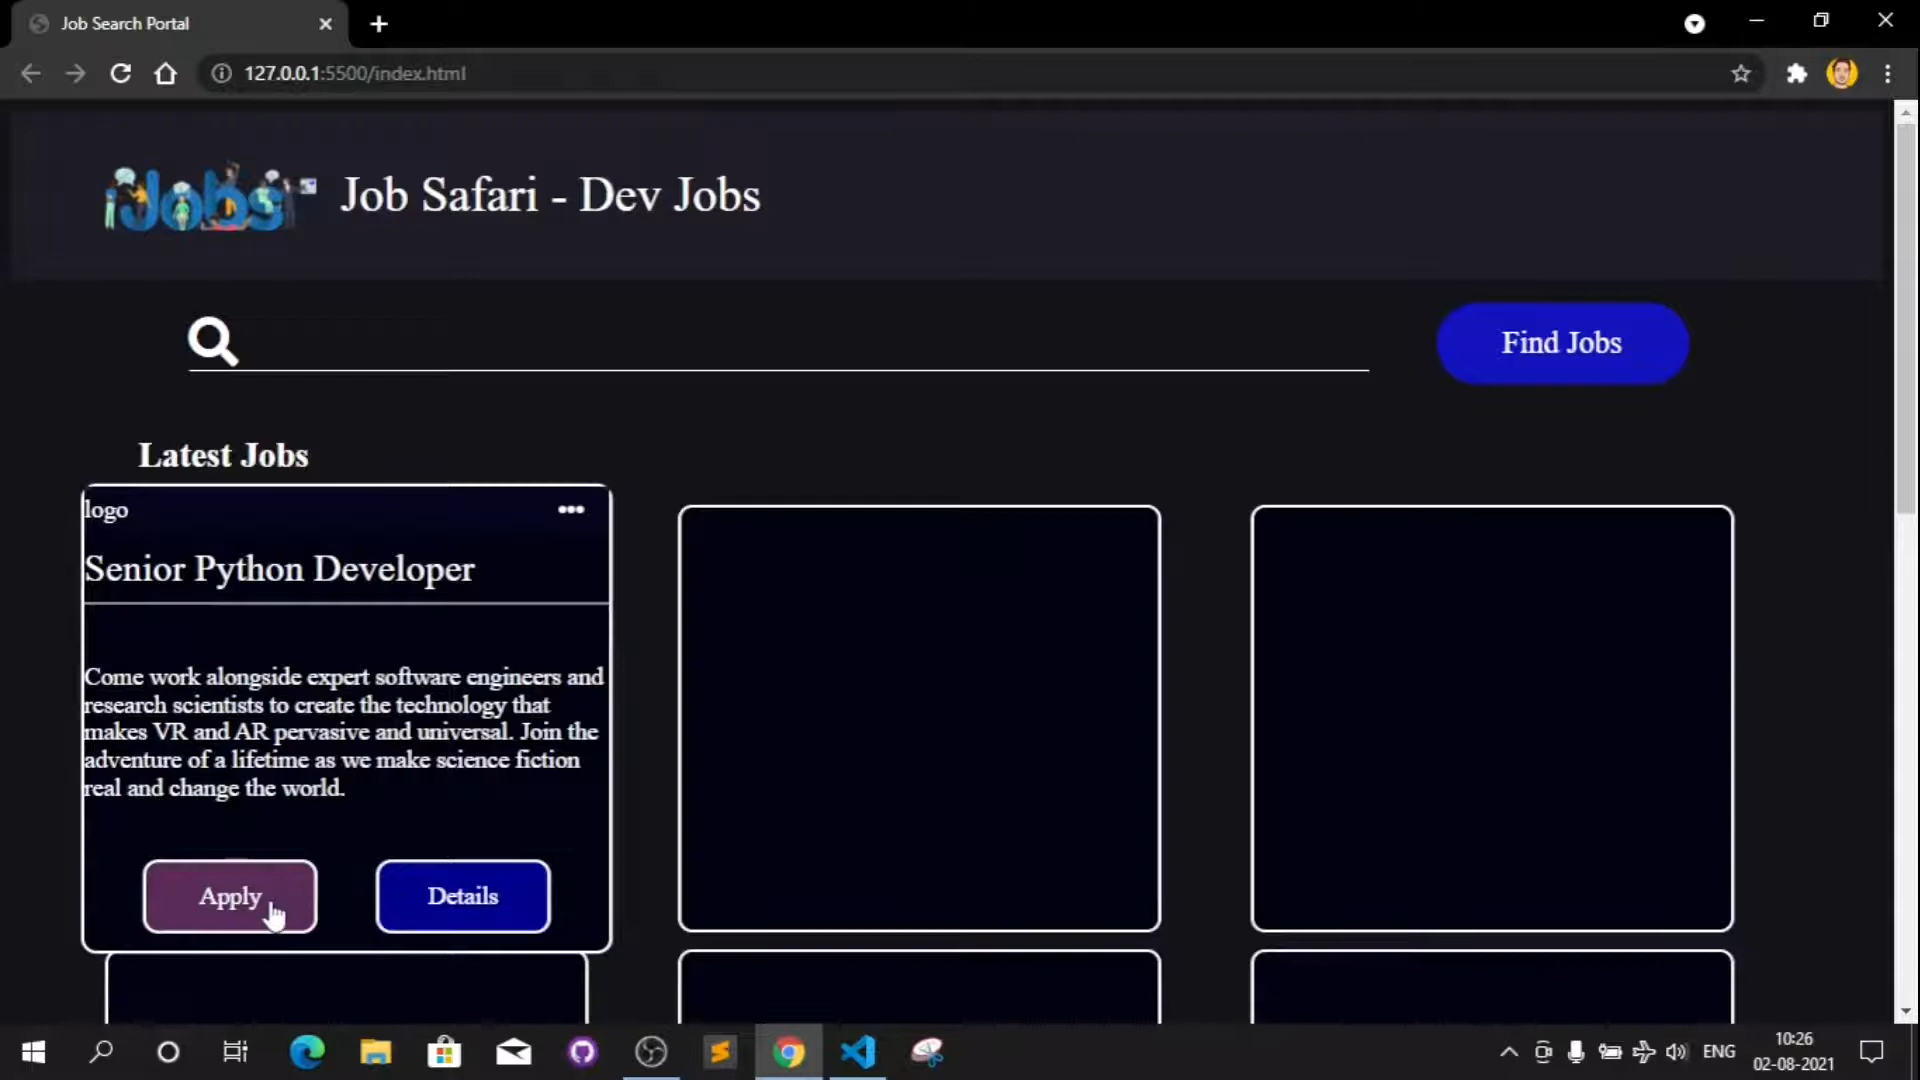 Job Search Portal
127.0.0.1:5500/index.html
iJobs
Job Safari - Dev Jobs
Find Jobs
Latest Jobs
logo
Senior Python Developer
Come work alongside expert software engineers and
research scientists to create the technology that
makes VR and AR pervasive and universal. Join the
adventure of a lifetime as we make science fiction
real and change the world.
Apply
Details
ENG
10:26
02-08-2021